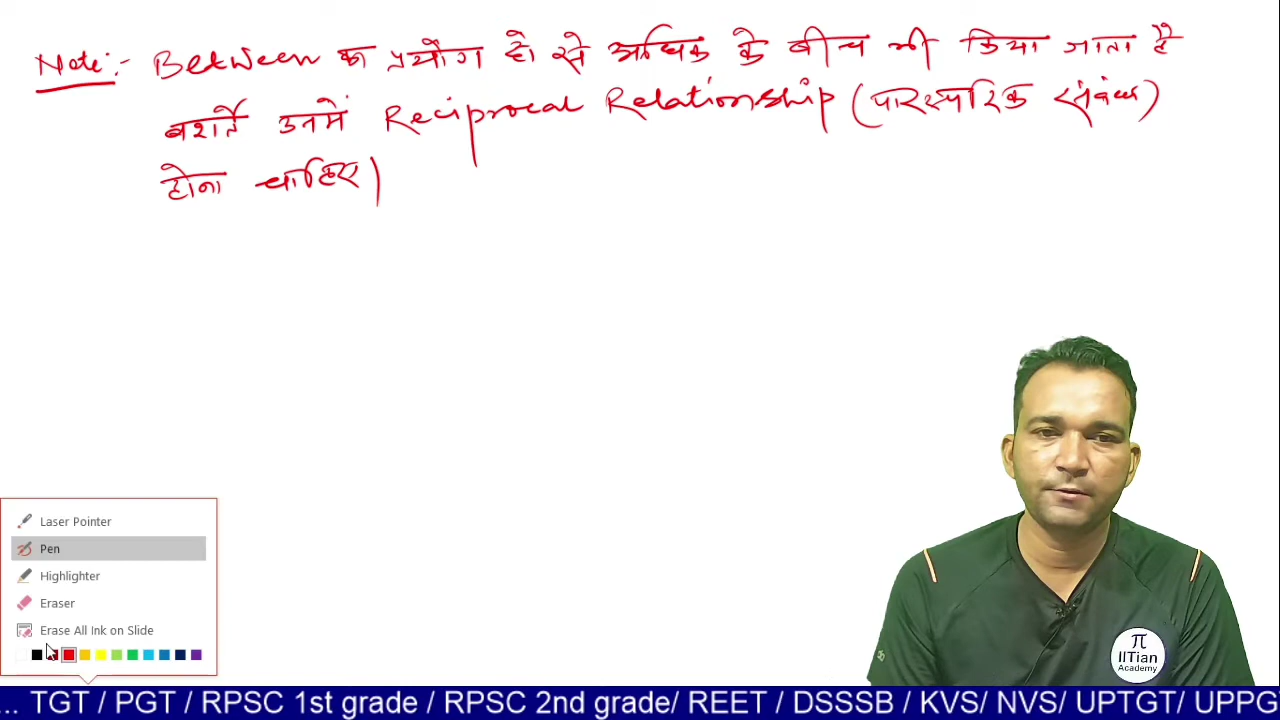 Note:- Between का प्रयोग दो से अधिक के बीच भी किया जाता है
बशर्ते उनमें Reciprocal Relationship (पारस्परिक संबंध)
होना चाहिए।
Laser Pointer
Pen
Highlighter
Eraser
Erase All Ink on Slide
π
IITian
Academy
... TGT / PGT / RPSC 1st grade / RPSC 2nd grade/ REET / DSSSB / KVS/ NVS/ UPTGT/ UPPG